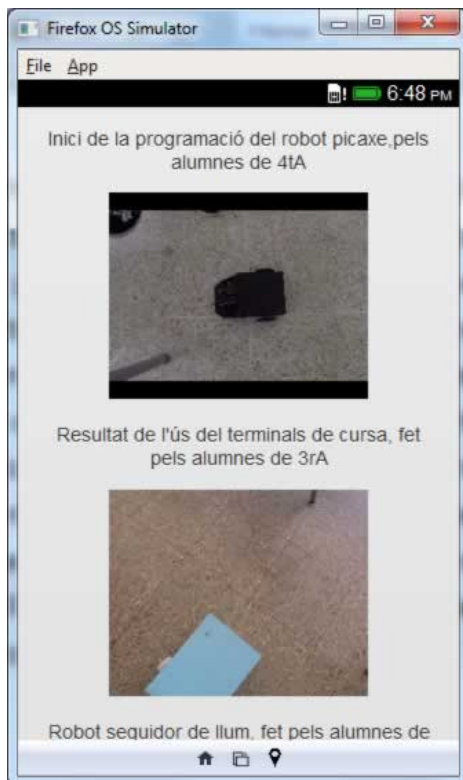 Firefox OS Simulator
File App
6:48 PM
Inici de la programació del robot picaxe,pels
alumnes de 4tA
Resultat de l'ús del terminals de cursa, fet
pels alumnes de 3rA
Robot seguidor de llum, fet pels alumnes de